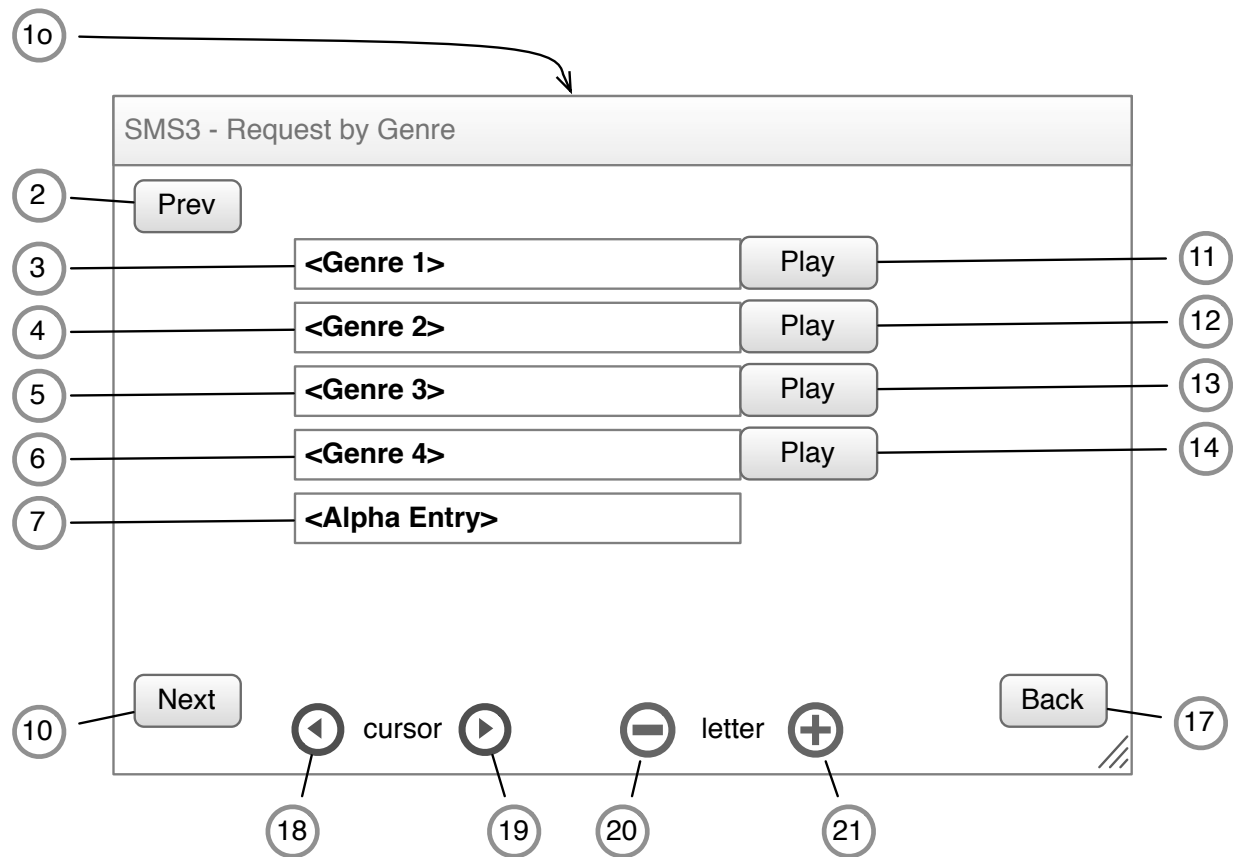 1o
SMS3 - Request by Genre
2 Prev
3 <Genre 1> Play 11
4 <Genre 2> Play 12
5 <Genre 3> Play 13
6 <Genre 4> Play 14
7 <Alpha Entry>
10 Next cursor letter Back 17
18 19 20 21